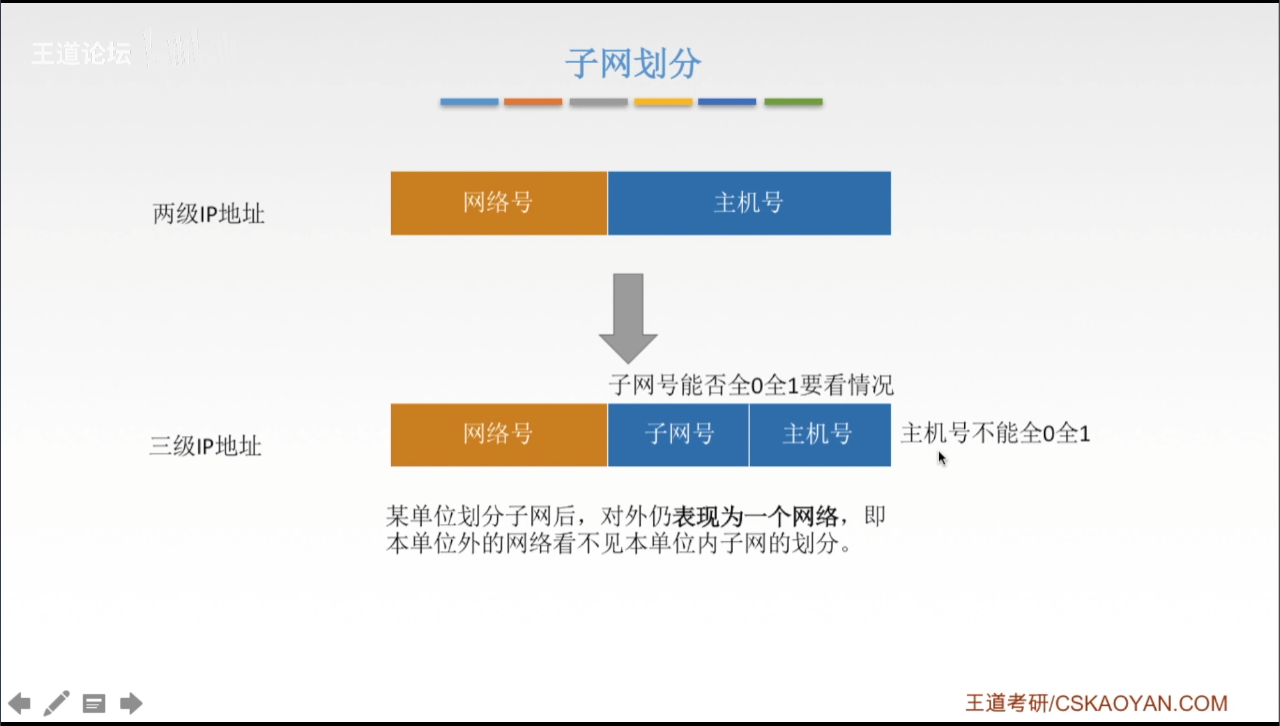 王道论坛
子网划分
两级IP地址
网络号
主机号
子网号能否全0全1要看情况
三级IP地址
网络号
子网号
主机号
主机号不能全0全1
某单位划分子网后，对外仍表现为一个网络，即
本单位外的网络看不见本单位内子网的划分。
王道考研/CSKAOYAN.COM